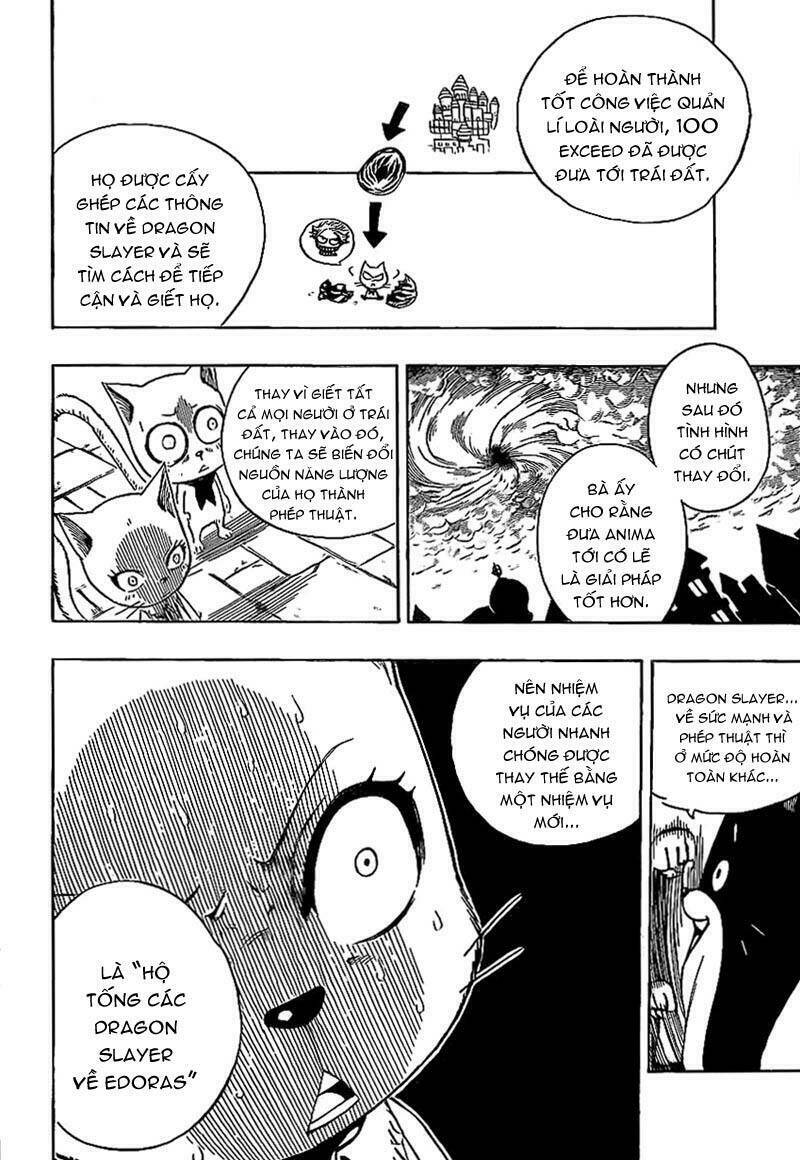 ĐỂ HOÀN THÀNH
TỐT CÔNG VIỆC QUẢN
LÍ LOÀI NGƯỜI, 100
EXCEED ĐÃ ĐƯỢC
ĐƯA TỚI TRÁI ĐẤT.
HỌ ĐƯỢC CẤY
GHÉP CÁC THÔNG
TIN VỀ DRAGON
SLAYER VÀ SẼ
TÌM CÁCH ĐỂ TIẾP
CẬN VÀ GIẾT HỌ.
NHƯNG
SAU ĐÓ
TÌNH HÌNH
CÓ CHÚT
THAY ĐỔI.
BÀ ẤY
CHO RẰNG
ĐƯA ANIMA
TỚI CÓ LẼ
LÀ GIẢI PHÁP
TỐT HƠN.
THAY VÌ GIẾT TẤT
CẢ MỌI NGƯỜI Ở TRÁI
ĐẤT, THAY VÀO ĐÓ,
CHÚNG TA SẼ BIẾN ĐỔI
NGUỒN NĂNG LƯỢNG
CỦA HỌ THÀNH
PHÉP THUẬT.
DRAGON SLAYER...
VỀ SỨC MẠNH VÀ
PHÉP THUẬT THÌ
Ở MỨC ĐỘ HOÀN
TOÀN KHÁC...
NÊN NHIỆM
VỤ CỦA CÁC
NGƯỜI NHANH
CHÓNG ĐƯỢC
THAY THẾ BẰNG
MỘT NHIỆM VỤ
MỚI...
LÀ "HỘ
TỐNG CÁC
DRAGON
SLAYER
VỀ EDORAS"